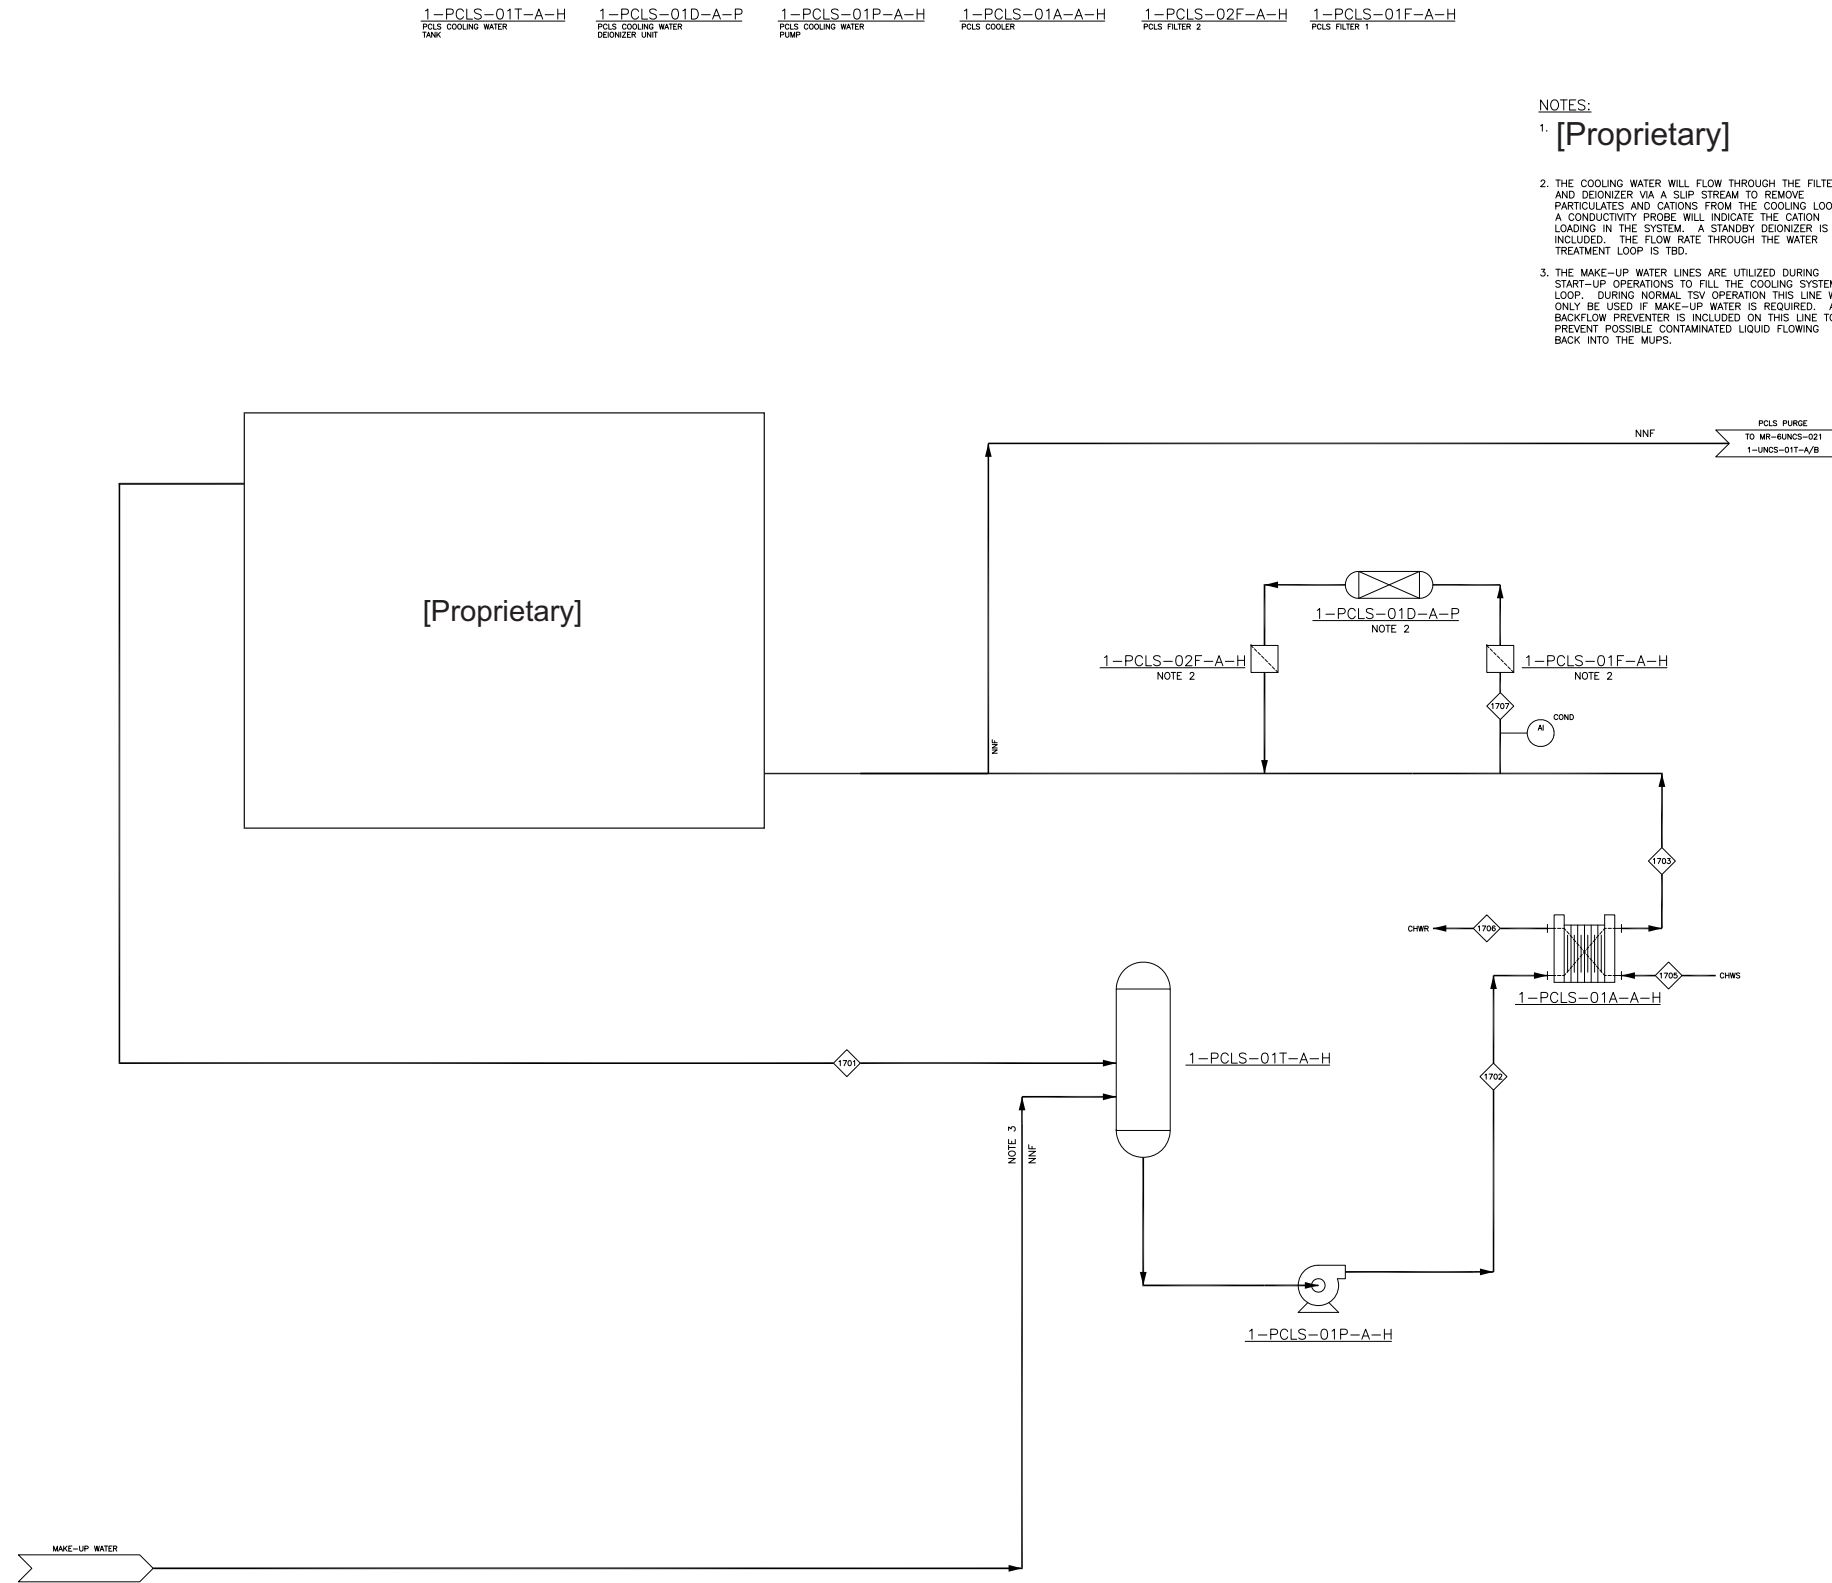 1-PCLS-01T-A-H
PCLS COOLING WATER
TANK
1-PCLS-01D-A-P
PCLS COOLING WATER
DEIONIZER UNIT
1-PCLS-01P-A-H
PCLS COOLING WATER
PUMP
1-PCLS-01A-A-H
PCLS COOLER
1-PCLS-02F-A-H
PCLS FILTER 2
1-PCLS-01F-A-H
PCLS FILTER 1
NOTES:
1. [Proprietary]
2. THE COOLING WATER WILL FLOW THROUGH THE FILTE
AND DEIONIZER VIA A SLIP STREAM TO REMOVE
PARTICULATES AND CATIONS FROM THE COOLING LOO
A CONDUCTIVITY PROBE WILL INDICATE THE CATION
LOADING IN THE SYSTEM. A STANDBY DEIONIZER IS
INCLUDED. THE FLOW RATE THROUGH THE WATER
TREATMENT LOOP IS TBD.
3. THE MAKE-UP WATER LINES ARE UTILIZED DURING
START-UP OPERATIONS TO FILL THE COOLING SYSTEM
LOOP. DURING NORMAL TSV OPERATION THIS LINE W
ONLY BE USED IF MAKE-UP WATER IS REQUIRED. A
BACKFLOW PREVENTER IS INCLUDED ON THIS LINE TO
PREVENT POSSIBLE CONTAMINATED LIQUID FLOWING
BACK INTO THE MUPS.
PCLS PURGE
NNF
TO MR-6UNCS-021
1-UNCS-01T-A/B
[Proprietary]
1-PCLS-01D-A-P
NOTE 2
1-PCLS-02F-A-H
NOTE 2
1-PCLS-01F-A-H
NOTE 2
1707
COND
AI
NNF
1703
CHWR
1706
1705
CHWS
1-PCLS-01A-A-H
1701
1-PCLS-01T-A-H
1702
NOTE 3
NNF
1-PCLS-01P-A-H
MAKE-UP WATER